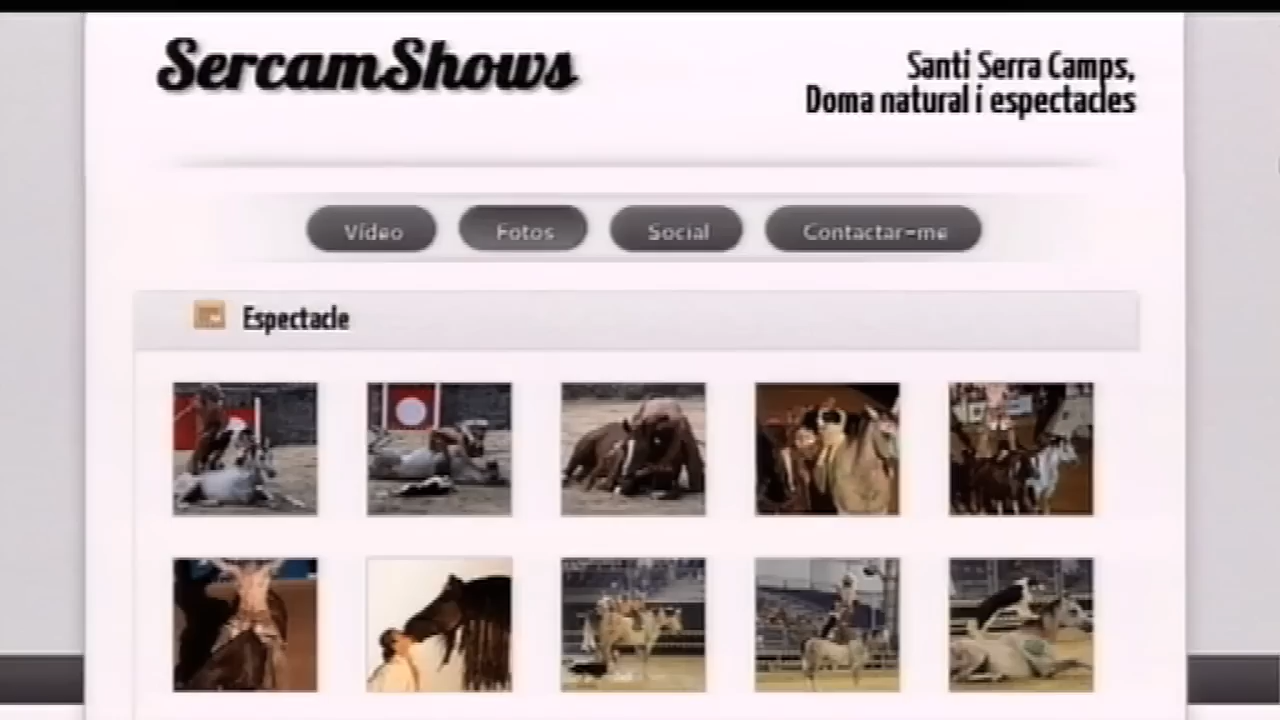 SercamShows
Santi Serra Camps,
Doma natural i espectacles
Vídeo
Fotos
Social
Contactar-me
Espectacle